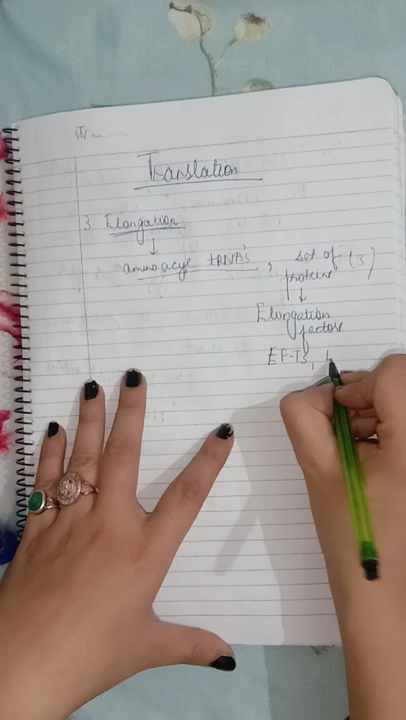 Translation
3 Elongation
↓
aminoacyl tRNA's, set of (3)
proteins
↓
Elongation
factors
EF-Ts,